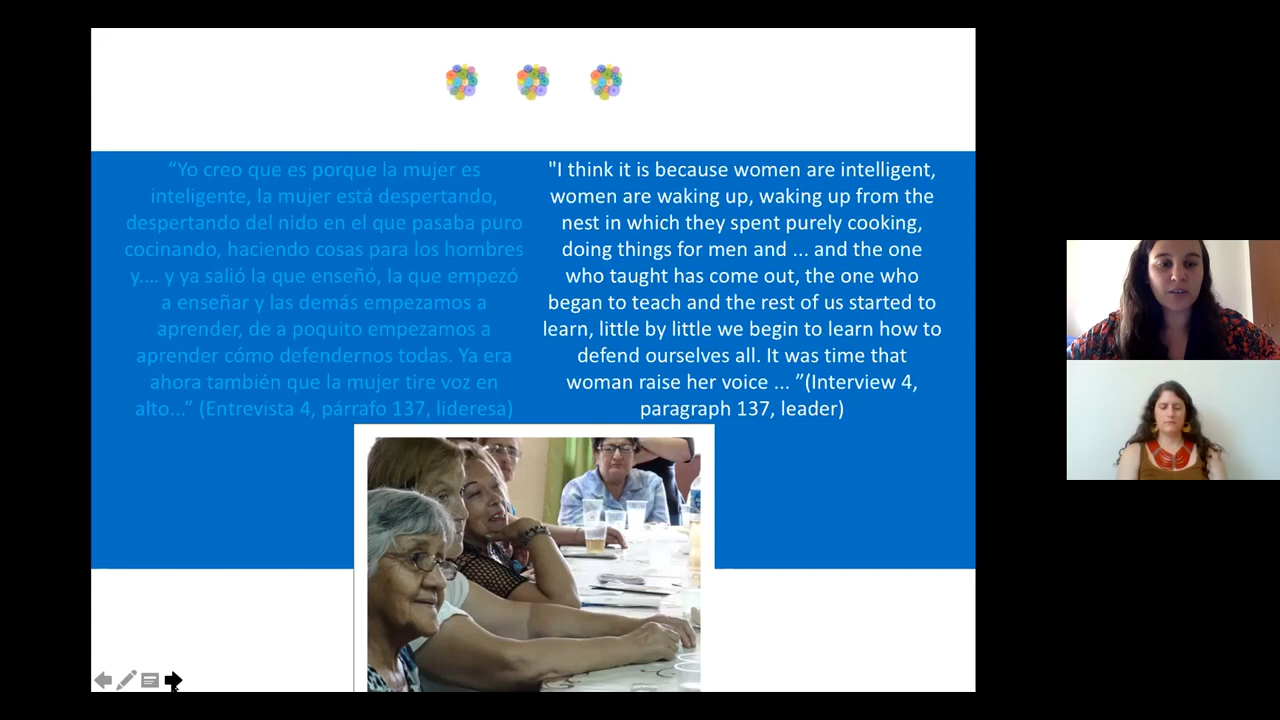 “Yo creo que es porque la mujer es
inteligente, la mujer está despertando,
despertando del nido en el que pasaba puro
cocinando, haciendo cosas para los hombres
y.... y ya salió la que enseñó, la que empezó
a enseñar y las demás empezamos a
aprender, de a poquito empezamos a
aprender cómo defendernos todas. Ya era
ahora también que la mujer tire voz en
alto...” (Entrevista 4, párrafo 137, lideresa)
"I think it is because women are intelligent,
women are waking up, waking up from the
nest in which they spent purely cooking,
doing things for men and ... and the one
who taught has come out, the one who
began to teach and the rest of us started to
learn, little by little we begin to learn how to
defend ourselves all. It was time that
woman raise her voice ... ”(Interview 4,
paragraph 137, leader)